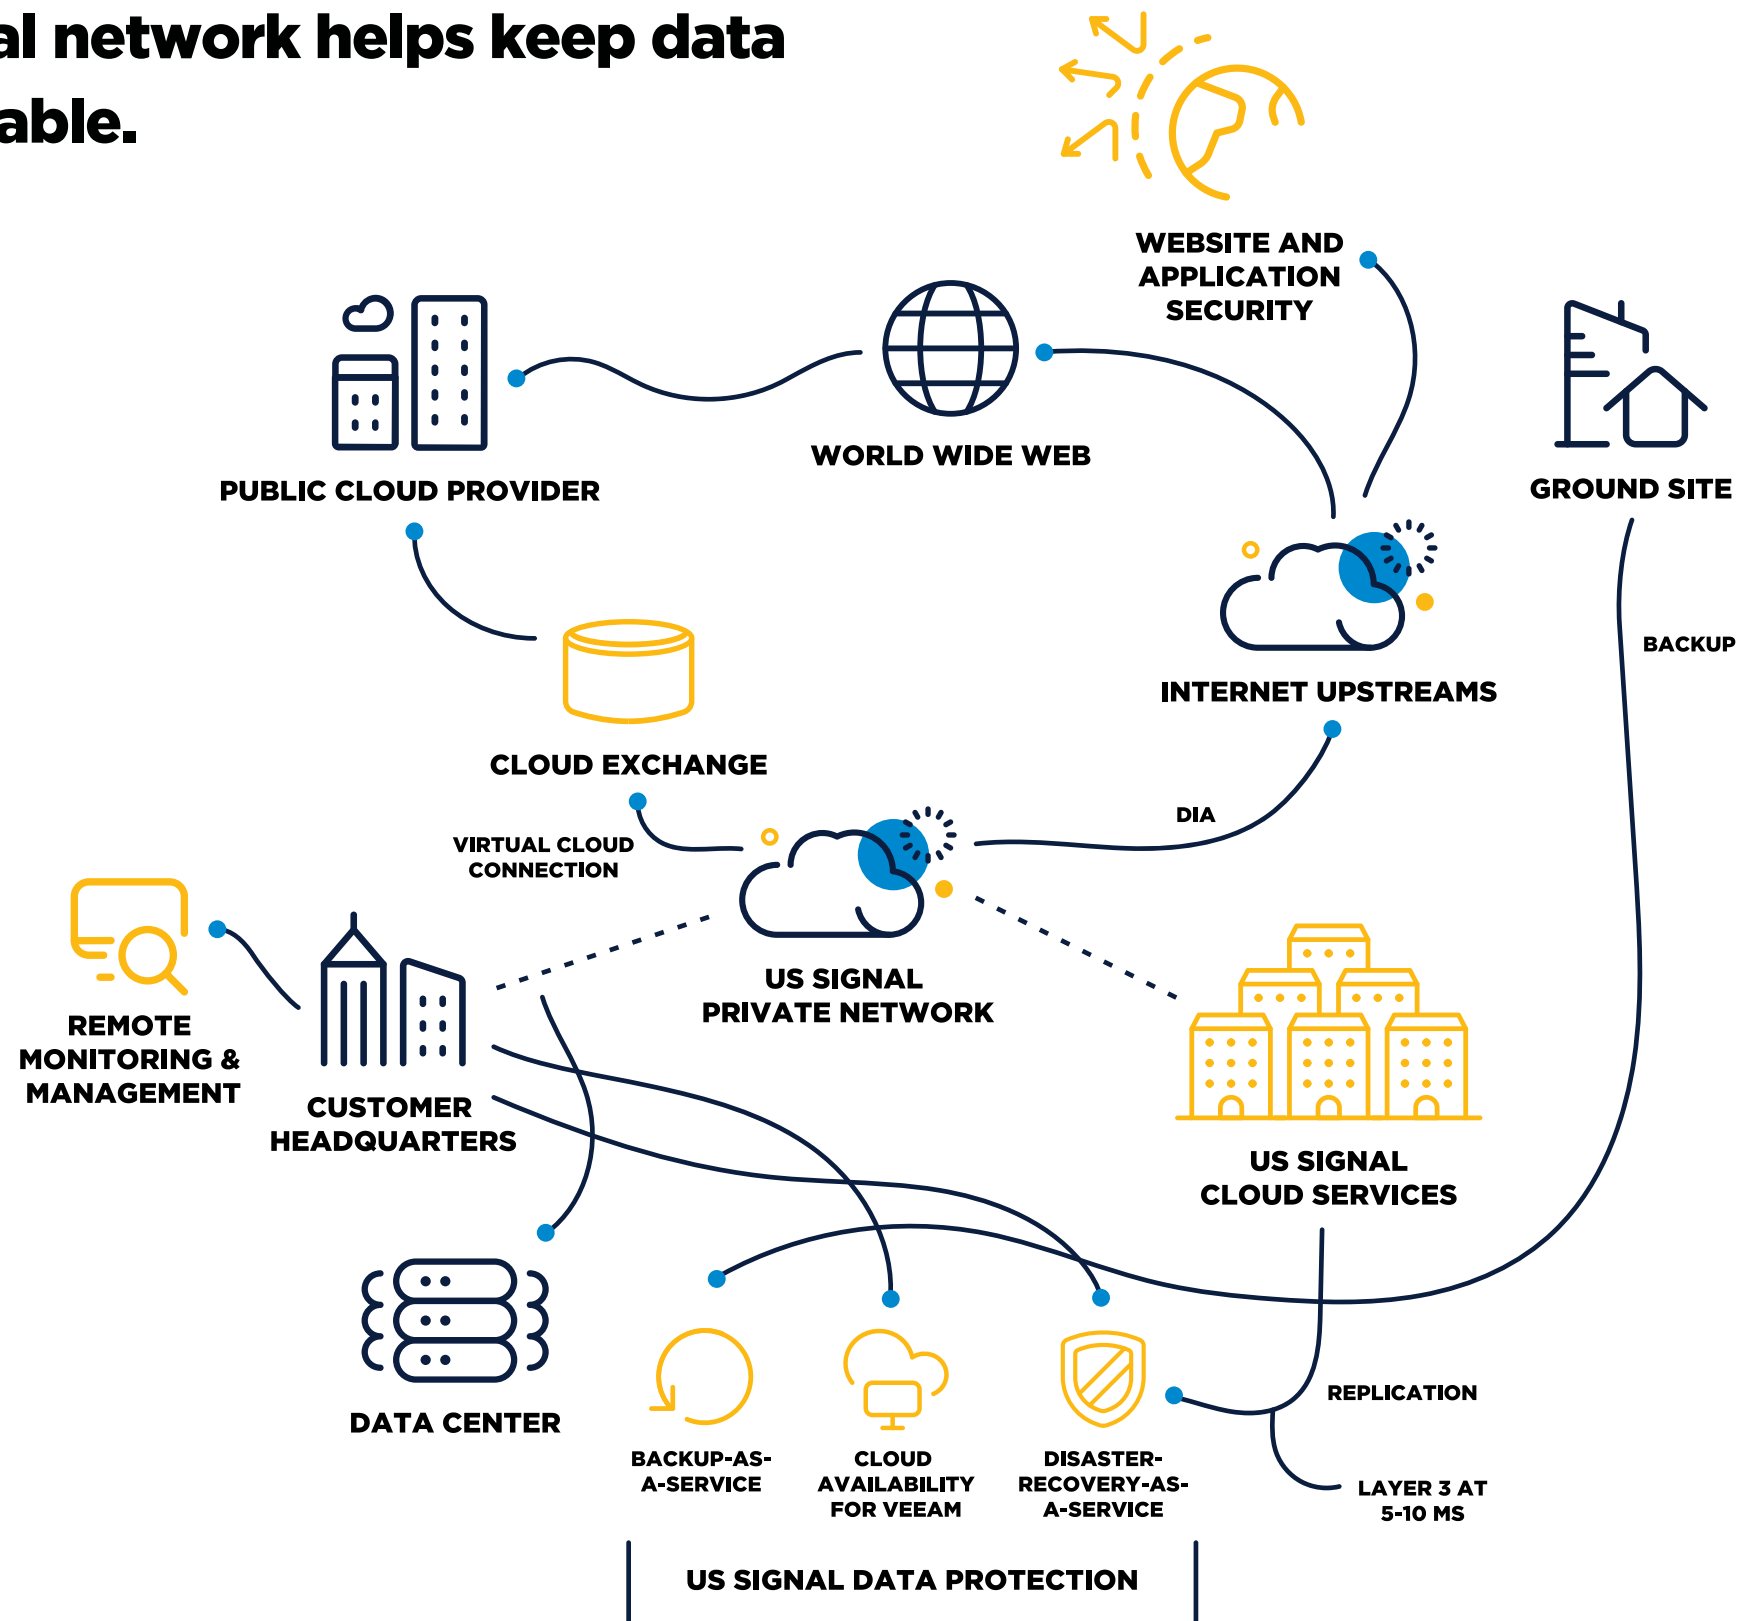 al network helps keep data
able.
WEBSITE AND
APPLICATION
SECURITY
WORLD WIDE WEB
PUBLIC CLOUD PROVIDER
GROUND SITE
BACKUP
INTERNET UPSTREAMS
CLOUD EXCHANGE
DIA
VIRTUAL CLOUD
CONNECTION
US SIGNAL
PRIVATE NETWORK
REMOTE
MONITORING &
MANAGEMENT
CUSTOMER
HEADQUARTERS
US SIGNAL
CLOUD SERVICES
DATA CENTER
REPLICATION
BACKUP-AS-
A-SERVICE
CLOUD
AVAILABILITY
FOR VEEAM
DISASTER-
RECOVERY-AS-
A-SERVICE
LAYER 3 AT
5-10 MS
US SIGNAL DATA PROTECTION